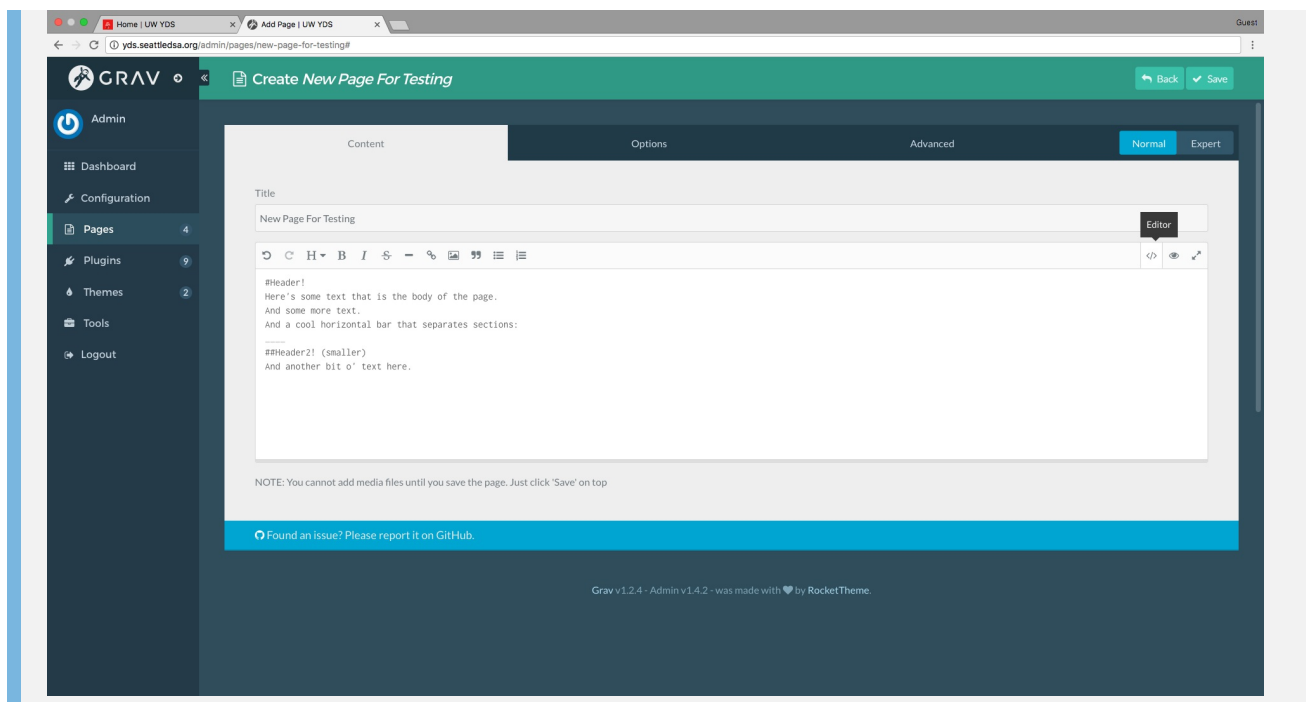 Home | UW YDS
Add Page | UW YDS
Guest
yds.seattledsa.org/admin/pages/new-page-for-testing#
GRAV
Create New Page For Testing
Back
Save
Admin
Content
Options
Advanced
Normal
Expert
Dashboard
Configuration
Pages 4
Plugins 9
Themes 2
Tools
Logout
Title
New Page For Testing
Editor
H B I S
#Header!
Here's some text that is the body of the page.
And some more text.
And a cool horizontal bar that separates sections:
____
##Header2! (smaller)
And another bit o' text here.
NOTE: You cannot add media files until you save the page. Just click 'Save' on top
Found an issue? Please report it on GitHub.
Grav v1.2.4 - Admin v1.4.2 - was made with ♥ by RocketTheme.